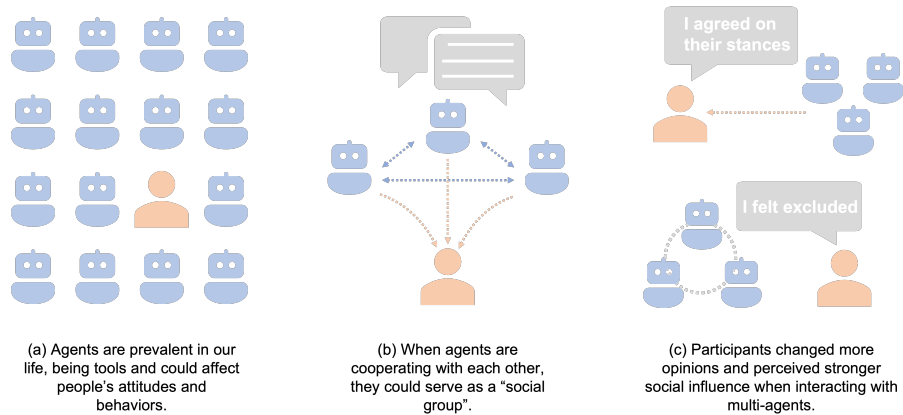 I agreed on
their stances
I felt excluded
(a) Agents are prevalent in our
life, being tools and could affect
people's attitudes and
behaviors.
(b) When agents are
cooperating with each other,
they could serve as a “social
group”.
(c) Participants changed more
opinions and perceived stronger
social influence when interacting with
multi-agents.